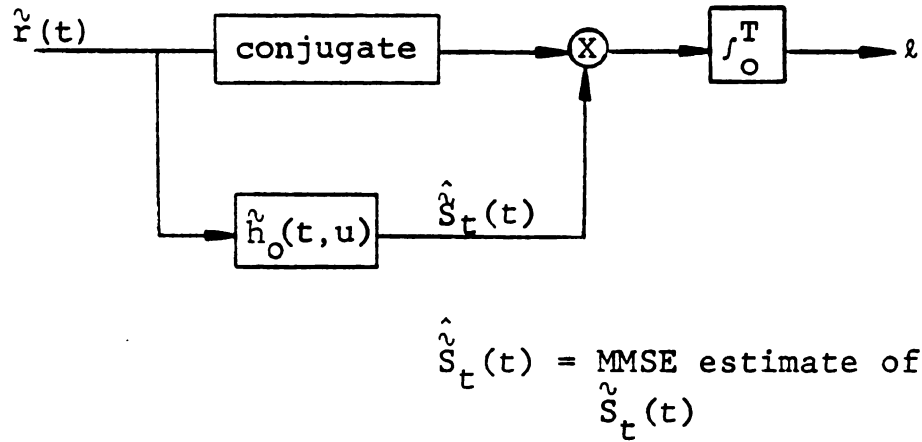 r̃(t)
conjugate
X
∫₀ᵀ
ℓ
h̃ₒ(t,u)
ŝ̃ₜ(t)
ŝ̃ₜ(t) = MMSE estimate of
s̃ₜ(t)